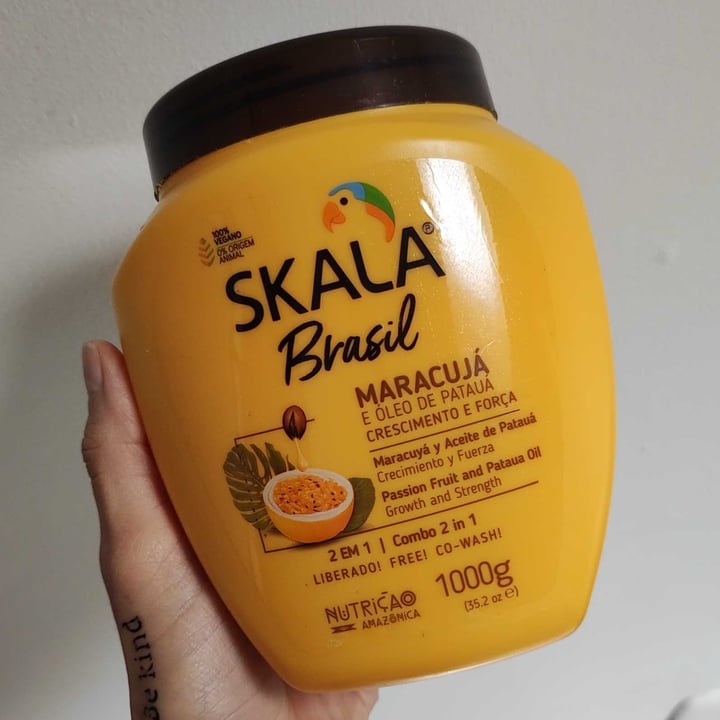 100%
VEGANO
0% ORIGEM
ANIMAL
SKALA®
Brasil
MARACUJÁ
E ÓLEO DE PATAUÁ
CRESCIMENTO E FORÇA
Maracuyá y Aceite de Patauá
Crecimiento y Fuerza
Passion Fruit and Pataua Oil
Growth and Strength
2 EM 1 | Combo 2 in 1
LIBERADO! FREE! CO-WASH!
NUTRIÇÃO
AMAZÔNICA
1000g
(35.2 oz ℮)
Be kind